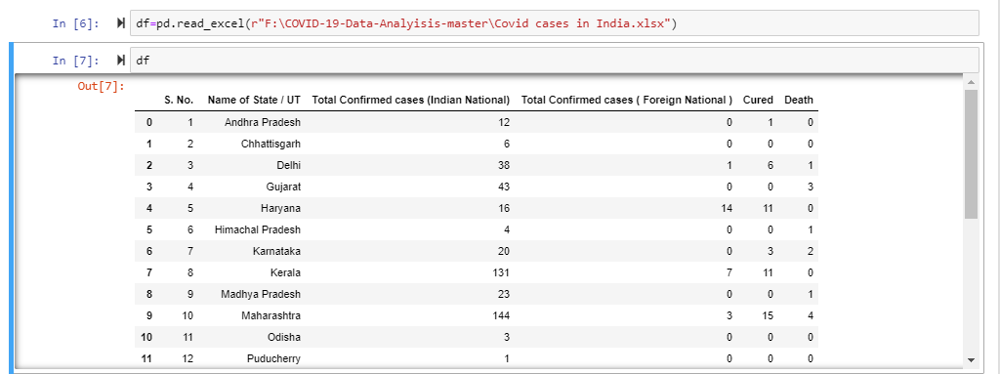 In [6]: df=pd.read_excel(r"F:\COVID-19-Data-Analyisis-master\Covid cases in India.xlsx")
In [7]: df
Out[7]:
S. No. Name of State / UT Total Confirmed cases (Indian National) Total Confirmed cases ( Foreign National ) Cured Death
0 1 Andhra Pradesh 12 0 1 0
1 2 Chhattisgarh 6 0 0 0
2 3 Delhi 38 1 6 1
3 4 Gujarat 43 0 0 3
4 5 Haryana 16 14 11 0
5 6 Himachal Pradesh 4 0 0 1
6 7 Karnataka 20 0 3 2
7 8 Kerala 131 7 11 0
8 9 Madhya Pradesh 23 0 0 1
9 10 Maharashtra 144 3 15 4
10 11 Odisha 3 0 0 0
11 12 Puducherry 1 0 0 0